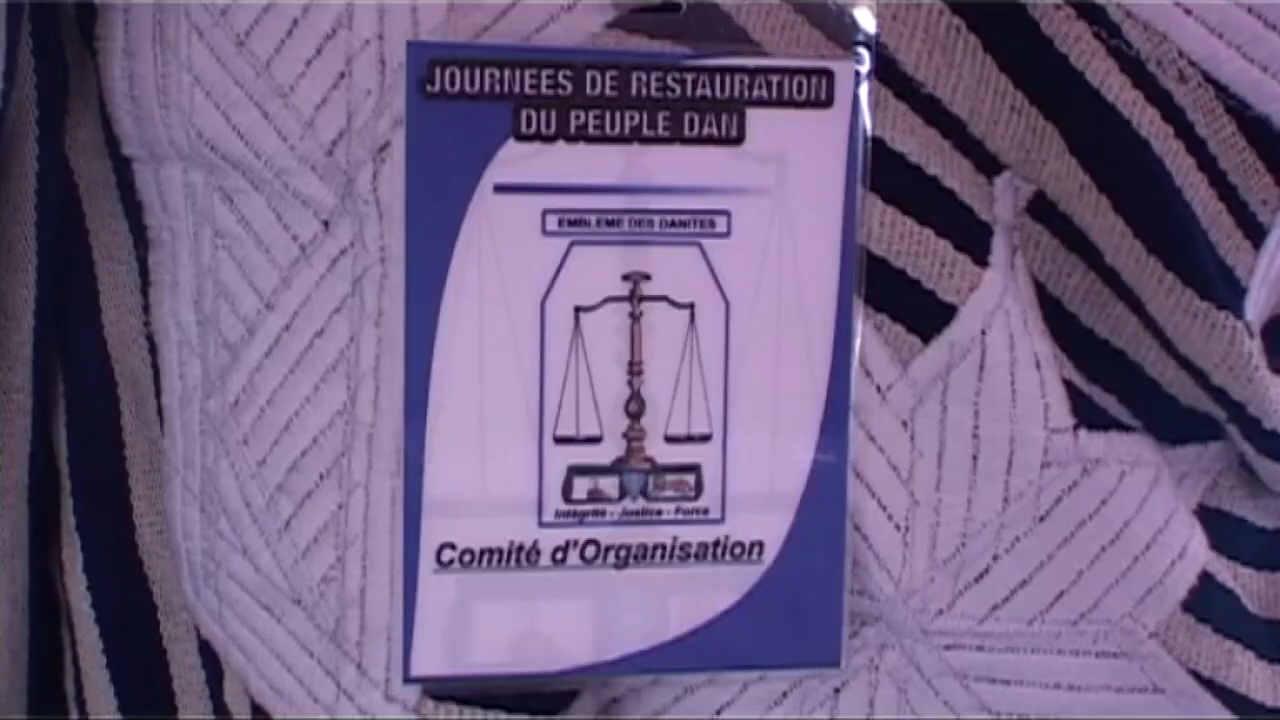 JOURNEES DE RESTAURATION
DU PEUPLE DAN
EMBLEME DES DANITES
Intégrité - Justice - Force
Comité d'Organisation